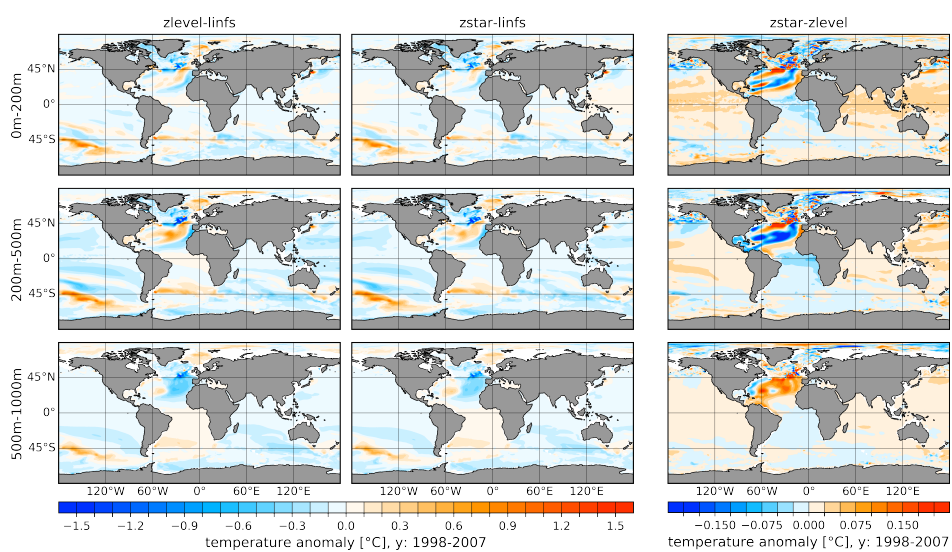 zlevel-linfs zstar-linfs zstar-zlevel
0m-200m
45°N
0°
45°S
200m-500m
45°N
0°
45°S
500m-1000m
45°N
0°
45°S
120°W 60°W 0° 60°E 120°E 120°W 60°W 0° 60°E 120°E 120°W 60°W 0° 60°E 120°E
−1.5 −1.2 −0.9 −0.6 −0.3 0.0 0.3 0.6 0.9 1.2 1.5 −0.150 −0.075 0.000 0.075 0.150
temperature anomaly [°C], y: 1998-2007 temperature anomaly [°C], y: 1998-2007